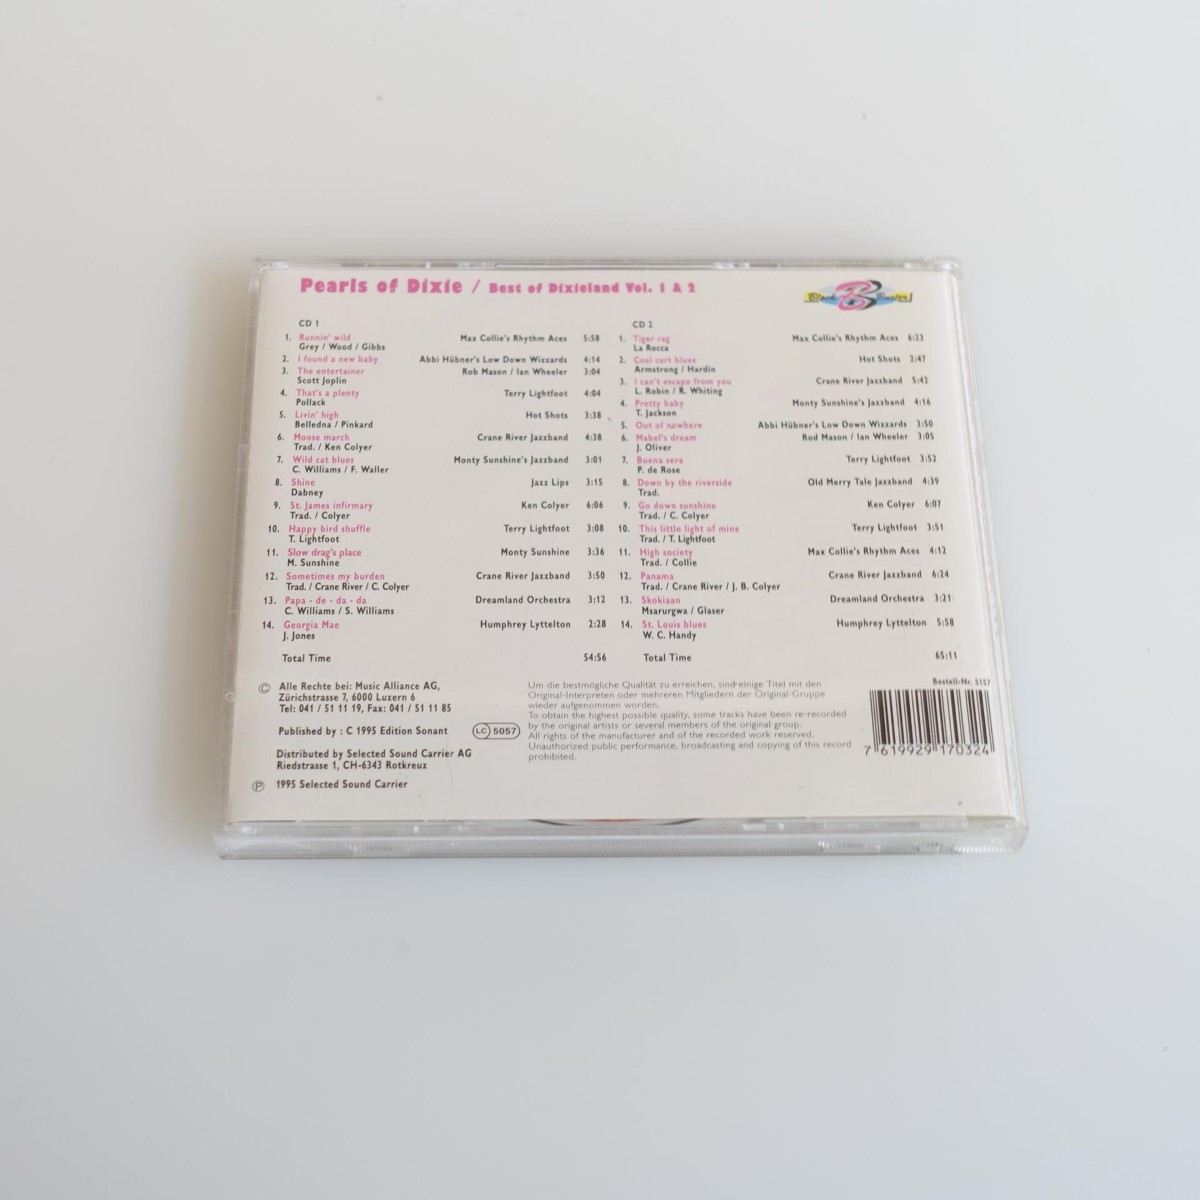 Pearls of Dixie / Best of Dixieland Vol. 1 & 2
Block B Buster!
CD 1
1. Runnin' wild Max Collie's Rhythm Aces 5:58
Grey / Wood / Gibbs
2. I found a new baby Abbi Hübner's Low Down Wizzards 4:14
3. The entertainer Rob Mason / Ian Wheeler 3:04
Scott Joplin
4. That's a plenty Terry Lightfoot 4:04
Pollack
5. Livin' high Hot Shots 3:38
Belledna / Pinkard
6. Moose march Crane River Jazzband 4:38
Trad. / Ken Colyer
7. Wild cat blues Monty Sunshine's Jazzband 3:01
C. Williams / F. Waller
8. Shine Jazz Lips 3:15
Dabney
9. St. James infirmary Ken Colyer 6:06
Trad. / Colyer
10. Happy bird shuffle Terry Lightfoot 3:08
T. Lightfoot
11. Slow drag's place Monty Sunshine 3:36
M. Sunshine
12. Sometimes my burden Crane River Jazzband 3:50
Trad. / Crane River / C. Colyer
13. Papa - de - da - da Dreamland Orchestra 3:12
C. Williams / S. Williams
14. Georgia Mae Humphrey Lyttelton 2:28
J. Jones
Total Time 54:56
CD 2
1. Tiger rag Max Collie's Rhythm Aces 6:23
La Rocca
2. Coal cart blues Hot Shots 2:47
Armstrong / Hardin
3. I can't escape from you Crane River Jazzband 5:42
L. Robin / R. Whiting
4. Pretty baby Monty Sunshine's Jazzband 4:16
T. Jackson
5. Out of nowhere Abbi Hübner's Low Down Wizzards 3:50
6. Mabel's dream Rod Mason / Ian Wheeler 3:05
J. Oliver
7. Buena sera Terry Lightfoot 3:52
P. de Rose
8. Down by the riverside Old Merry Tale Jazzband 4:39
Trad.
9. Go down sunshine Ken Colyer 6:07
Trad. / C. Colyer
10. This little light of mine Terry Lightfoot 3:51
Trad. / T. Lightfoot
11. High society Max Collie's Rhythm Aces 4:12
Trad. / Collie
12. Panama Crane River Jazzband 6:24
Trad. / Crane River / J. B. Colyer
13. Skokiaan Dreamland Orchestra 3:21
Msarurgwa / Glaser
14. St. Louis blues Humphrey Lyttelton 5:58
W. C. Handy
Total Time 65:11
© Alle Rechte bei: Music Alliance AG,
Zürichstrasse 7, 6000 Luzern 6
Tel: 041 / 51 11 19, Fax: 041 / 51 11 85
Published by : C 1995 Edition Sonant
LC 5057
Distributed by Selected Sound Carrier AG
Riedstrasse 1, CH-6343 Rotkreuz
℗ 1995 Selected Sound Carrier
Um die bestmögliche Qualität zu erreichen, sind einige Titel mit den
Original-Interpreten oder mehreren Mitgliedern der Original-Gruppe
wieder aufgenommen worden.
To obtain the highest possible quality, some tracks have been re-recorded
by the original artists or several members of the original group.
All rights of the manufacturer and of the recorded work reserved.
Unauthorized public performance, broadcasting and copying of this record
prohibited.
Bestell-Nr. 5157
7 619929 170324